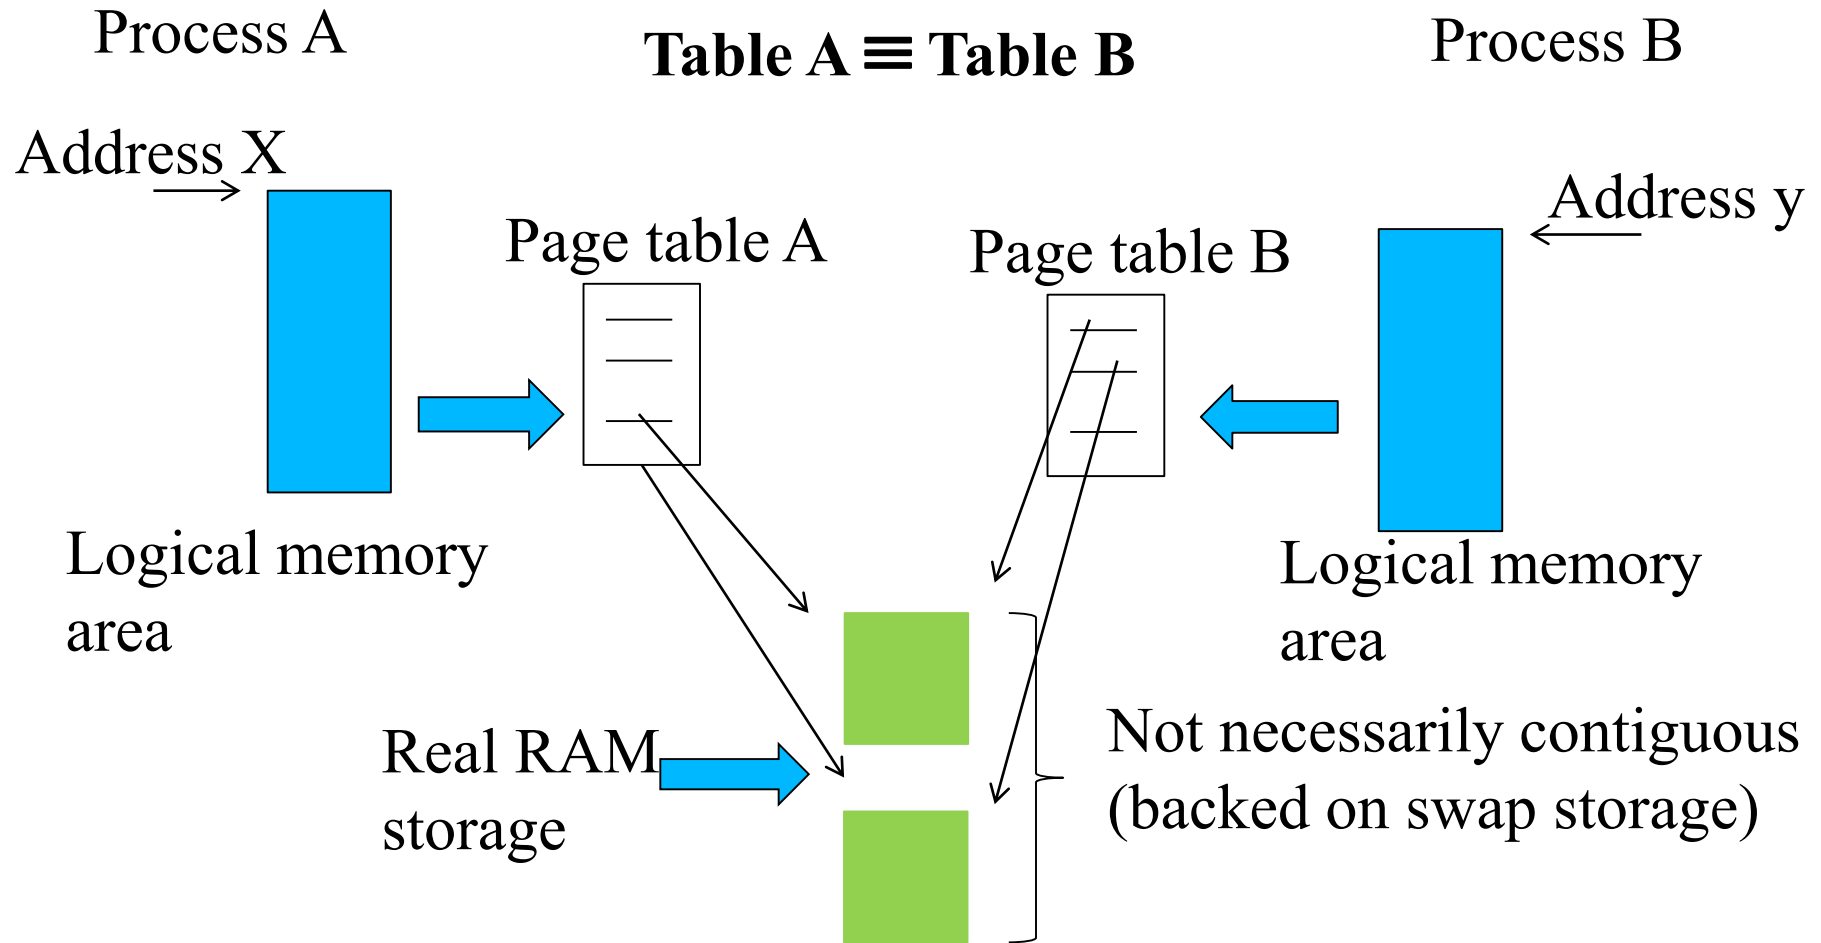 Process A
Table A ≡ Table B
Process B
Address X
Address y
Page table A
Page table B
Logical memory
area
Logical memory
area
Real RAM
storage
Not necessarily contiguous
(backed on swap storage)